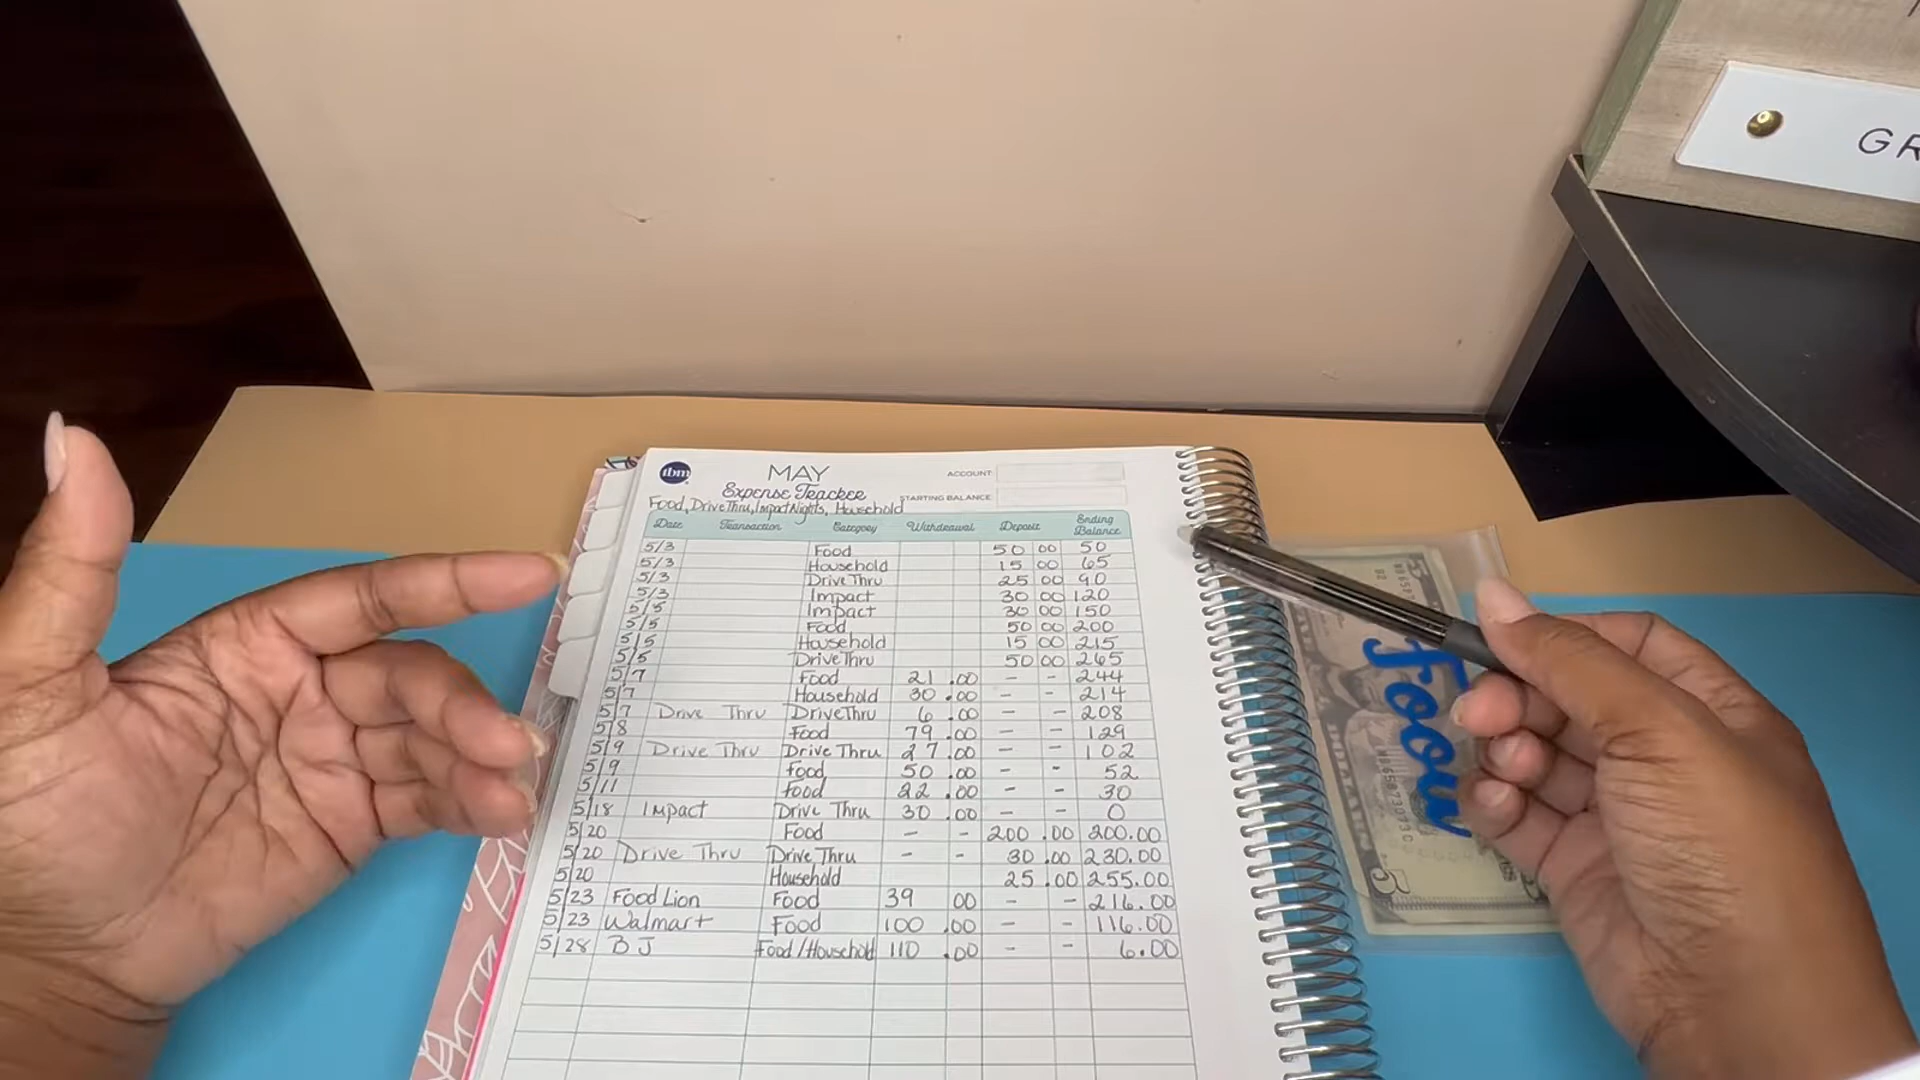 tbm
MAY
Expense Tracker
ACCOUNT
STARTING BALANCE
Food, Drive Thru, Impact Nights, Household
Date Transaction Category Withdrawal Deposit Ending Balance
5/3 Food 50 00 50
5/3 Household 15 00 65
5/3 Drive Thru 25 00 90
5/3 Impact 30 00 120
5/5 Impact 30 00 150
5/5 Food 50 00 200
5/5 Household 15 00 215
5/5 Drive Thru 50 00 265
5/7 Food 21 .00 - - 244
5/7 Household 30 .00 - - 214
5/7 Drive Thru Drive Thru 6 .00 - - 208
5/8 Food 79 .00 - - 129
5/9 Drive Thru Drive Thru 27 .00 - - 102
5/9 Food 50 .00 - - 52
5/11 Food 22 .00 - - 30
5/18 Impact Drive Thru 30 .00 - - 0
5/20 Food - - 200 .00 200.00
5/20 Drive Thru Drive Thru - - 30 .00 230.00
5/20 Household 25 .00 255.00
5/23 Food Lion Food 39 00 - - 216.00
5/23 Walmart Food 100 .00 - - 116.00
5/28 BJ Food/Household 110 .00 - - 6.00
Food
GR